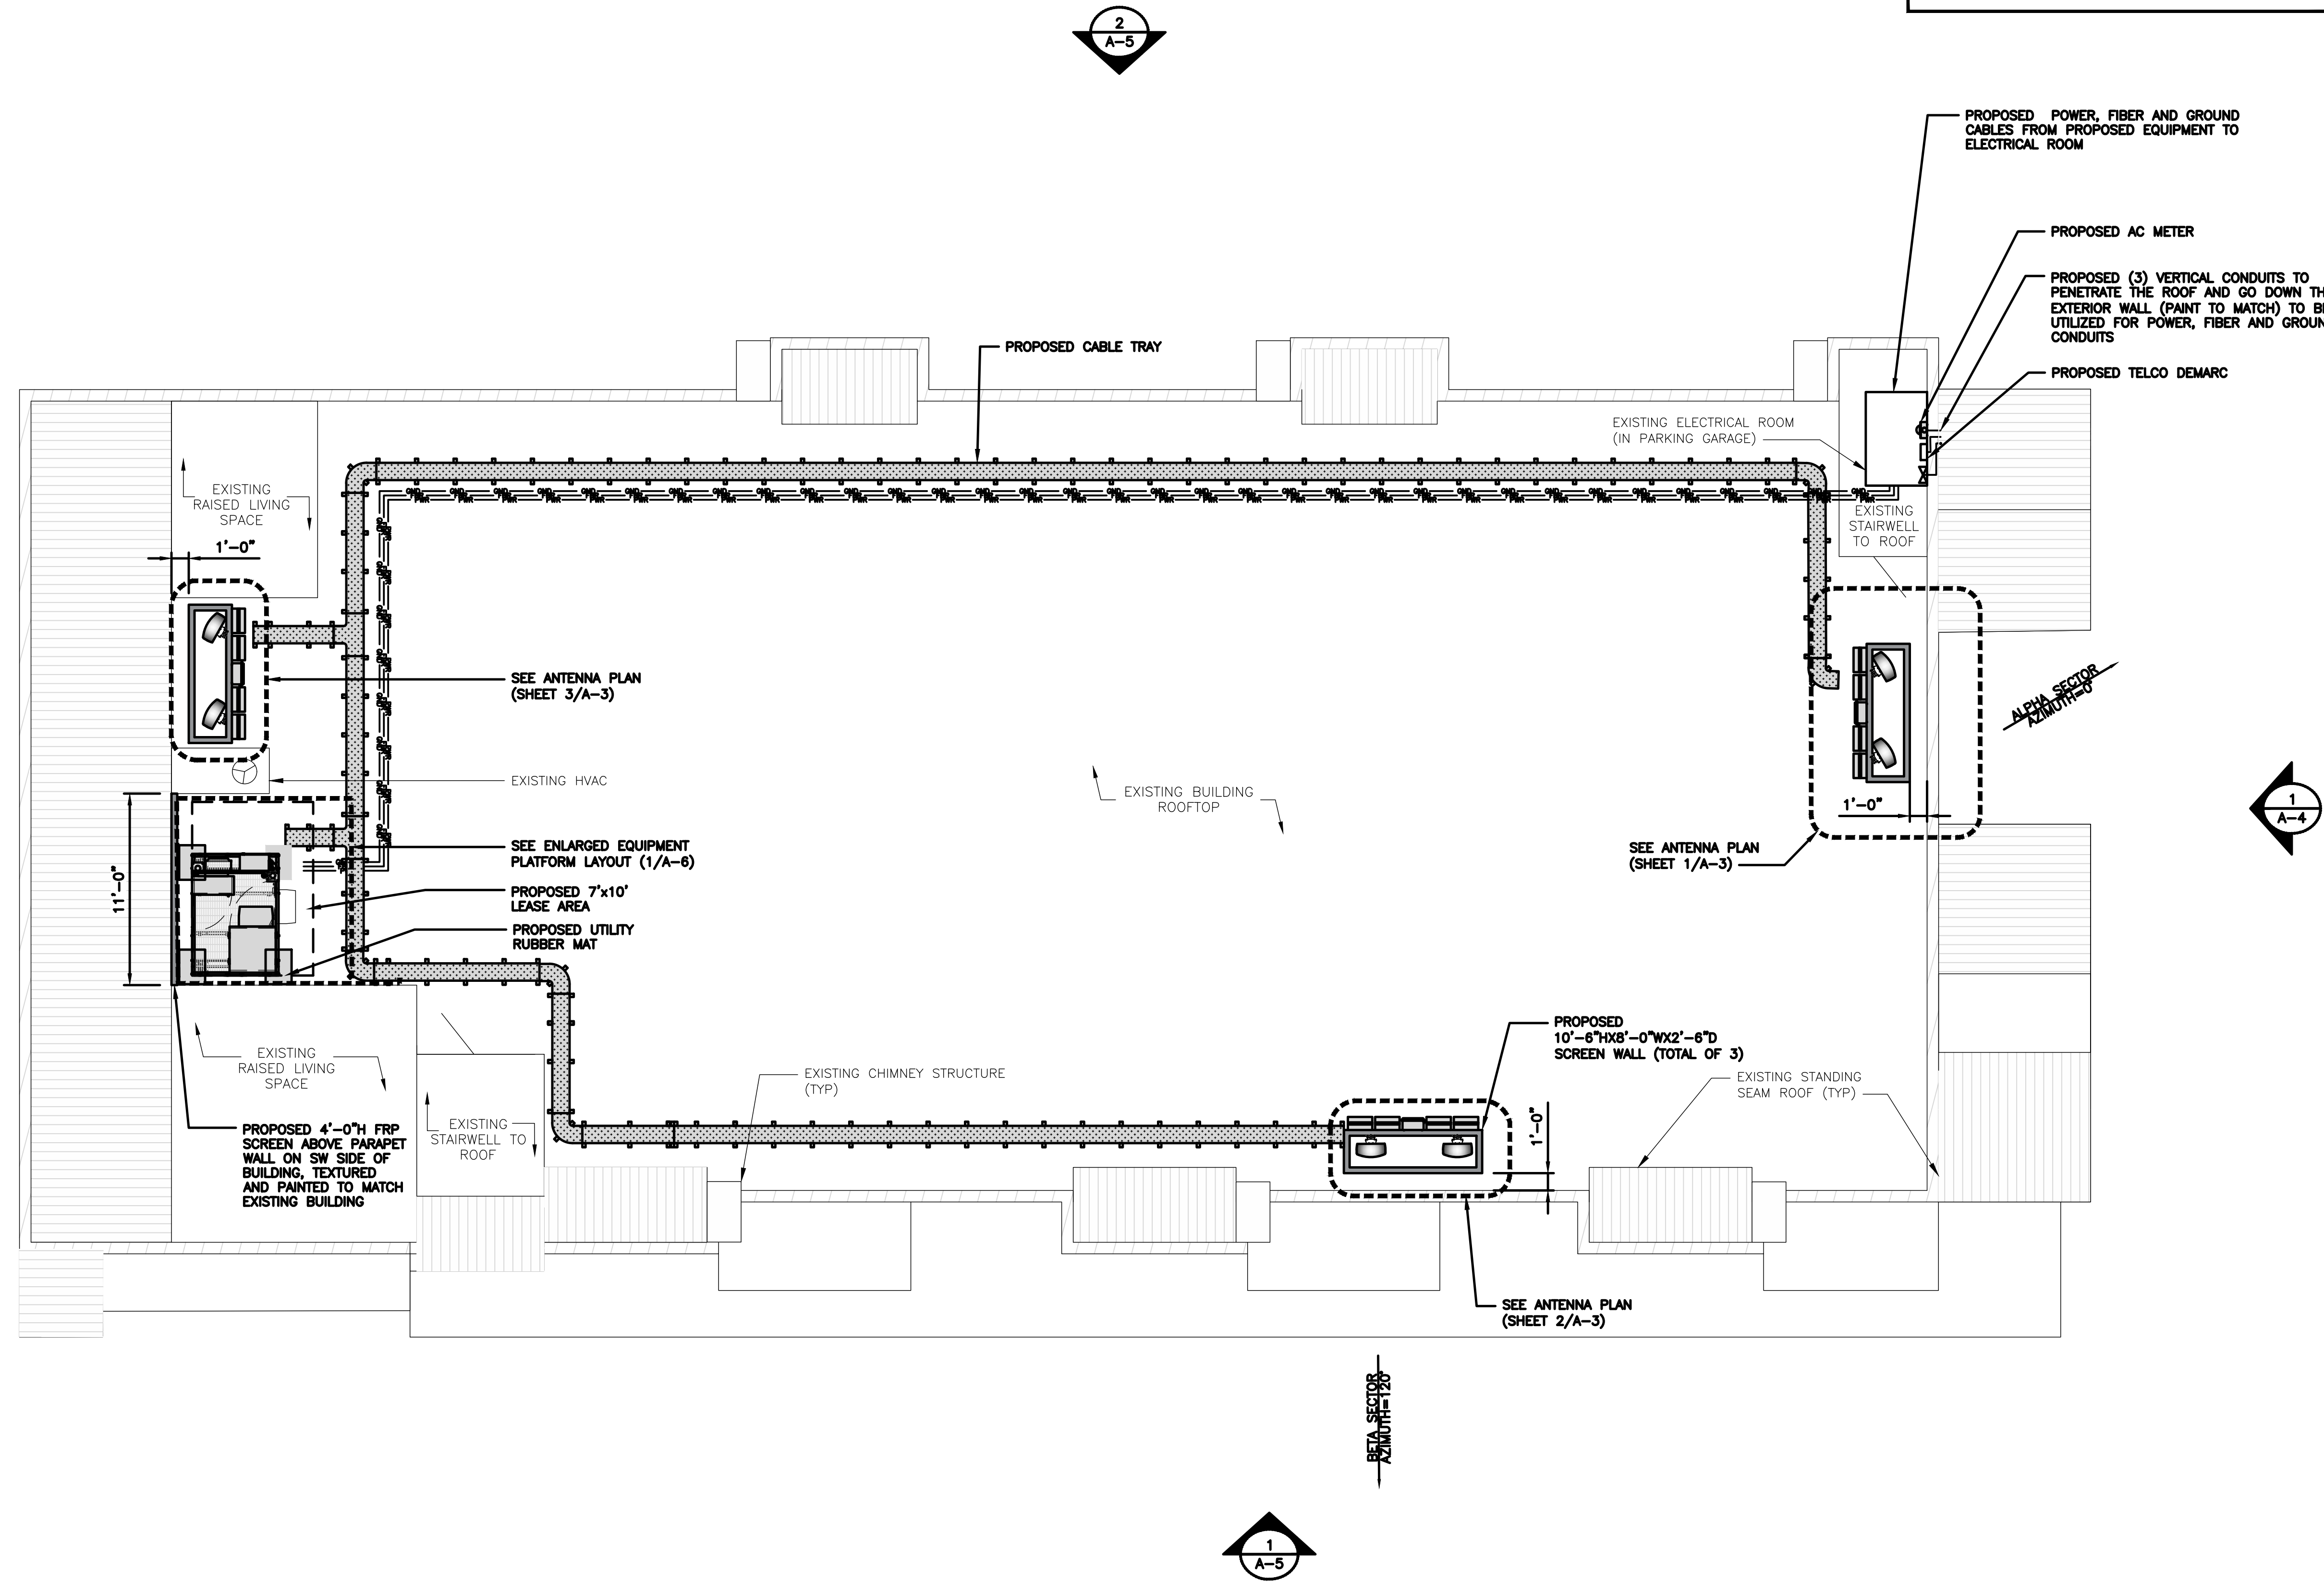 2
A-5
PROPOSED POWER, FIBER AND GROUND
CABLES FROM PROPOSED EQUIPMENT TO
ELECTRICAL ROOM
PROPOSED AC METER
PROPOSED (3) VERTICAL CONDUITS TO
PENETRATE THE ROOF AND GO DOWN
EXTERIOR WALL (PAINT TO MATCH) TO
UTILIZED FOR POWER, FIBER AND
CONDUITS
PROPOSED TELCO DEMARC
PROPOSED CABLE TRAY
EXISTING ELECTRICAL ROOM
(IN PARKING GARAGE)
EXISTING
RAISED LIVING
SPACE
EXISTING
STAIRWELL
TO ROOF
1'-0"
SEE ANTENNA PLAN
(SHEET 3/A-3)
ALPHA SECTOR
AZIMUTH=0°
EXISTING HVAC
EXISTING BUILDING
ROOFTOP
1'-0"
1
A-4
SEE ENLARGED EQUIPMENT
PLATFORM LAYOUT (1/A-6)
SEE ANTENNA PLAN
(SHEET 1/A-3)
11'-0"
PROPOSED 7'x10'
LEASE AREA
PROPOSED UTILITY
RUBBER MAT
PROPOSED
10'-6"HX8'-0"WX2'-6"D
SCREEN WALL (TOTAL OF 3)
EXISTING
RAISED LIVING
SPACE
EXISTING CHIMNEY STRUCTURE
(TYP)
EXISTING STANDING
SEAM ROOF (TYP)
1'-0"
EXISTING
STAIRWELL TO
ROOF
PROPOSED 4'-0"H FRP
SCREEN ABOVE PARAPET
WALL ON SW SIDE OF
BUILDING, TEXTURED
AND PAINTED TO MATCH
EXISTING BUILDING
SEE ANTENNA PLAN
(SHEET 2/A-3)
BETA SECTOR
AZIMUTH=120°
1
A-5